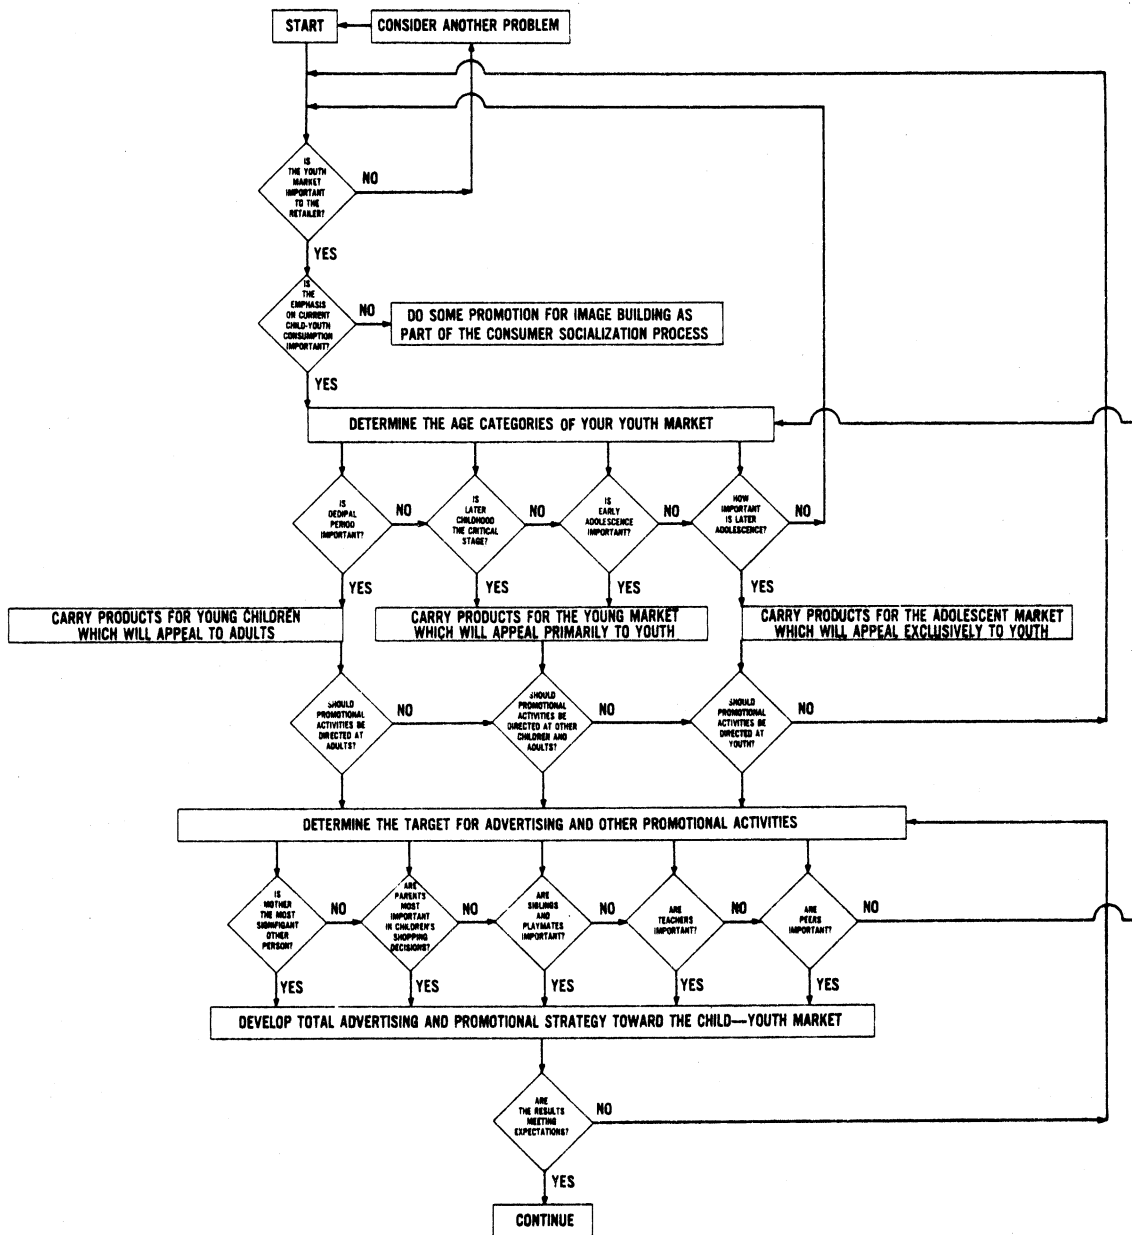 START
CONSIDER ANOTHER PROBLEM
IS
THE YOUTH
MARKET
IMPORTANT
TO THE
RETAILER?
NO
YES
IS
THE
EMPHASIS
ON CURRENT
CHILD-YOUTH
CONSUMPTION
IMPORTANT?
NO
DO SOME PROMOTION FOR IMAGE BUILDING AS
PART OF THE CONSUMER SOCIALIZATION PROCESS
YES
DETERMINE THE AGE CATEGORIES OF YOUR YOUTH MARKET
IS
OEDIPAL
PERIOD
IMPORTANT?
NO
IS
LATER
CHILDHOOD
THE CRITICAL
STAGE?
NO
IS
EARLY
ADOLESCENCE
IMPORTANT?
NO
HOW
IMPORTANT
IS LATER
ADOLESCENCE?
NO
YES
YES
YES
YES
CARRY PRODUCTS FOR YOUNG CHILDREN
WHICH WILL APPEAL TO ADULTS
CARRY PRODUCTS FOR THE YOUNG MARKET
WHICH WILL APPEAL PRIMARILY TO YOUTH
CARRY PRODUCTS FOR THE ADOLESCENT MARKET
WHICH WILL APPEAL EXCLUSIVELY TO YOUTH
SHOULD
PROMOTIONAL
ACTIVITIES BE
DIRECTED AT
ADULTS?
NO
SHOULD
PROMOTIONAL
ACTIVITIES BE
DIRECTED AT OTHER
CHILDREN AND
ADULTS?
NO
SHOULD
PROMOTIONAL
ACTIVITIES BE
DIRECTED AT
YOUTH?
NO
DETERMINE THE TARGET FOR ADVERTISING AND OTHER PROMOTIONAL ACTIVITIES
IS
MOTHER
THE MOST
SIGNIFIGANT
OTHER
PERSON?
NO
ARE
PARENTS
MOST
IMPORTANT
IN CHILDREN'S
SHOPPING
DECISIONS?
NO
ARE
SIBLINGS
AND
PLAYMATES
IMPORTANT?
NO
ARE
TEACHERS
IMPORTANT?
NO
ARE
PEERS
IMPORTANT?
NO
YES
YES
YES
YES
YES
DEVELOP TOTAL ADVERTISING AND PROMOTIONAL STRATEGY TOWARD THE CHILD—YOUTH MARKET
ARE
THE RESULTS
MEETING
EXPECTATIONS?
NO
YES
CONTINUE